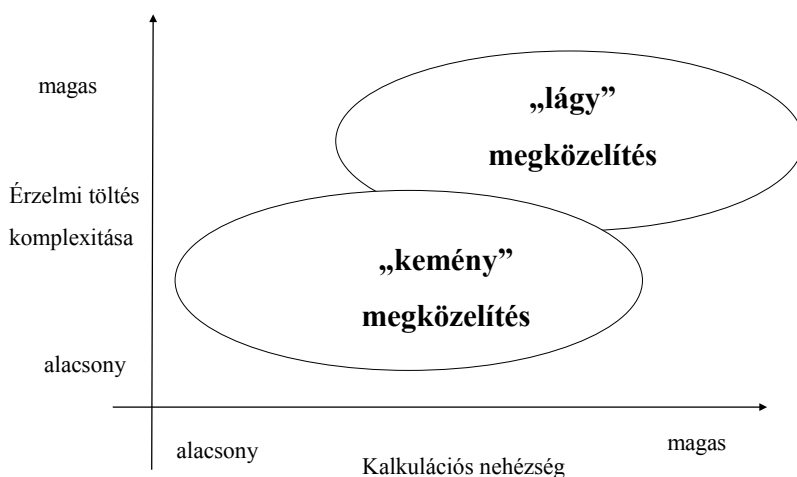 magas
„lágy”
megközelítés
Érzelmi töltés
komplexitása
„kemény”
megközelítés
alacsony
alacsony
magas
Kalkulációs nehézség